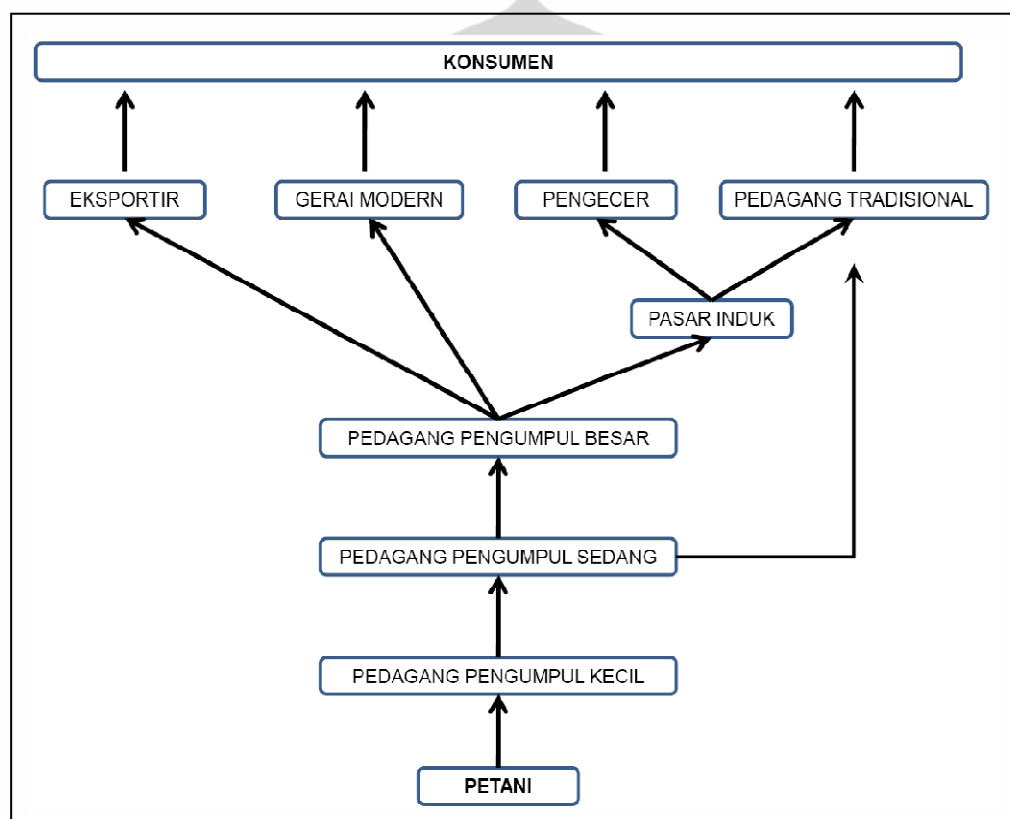 KONSUMEN
EKSPORTIR
GERAI MODERN
PENGECER
PEDAGANG TRADISIONAL
PASAR INDUK
PEDAGANG PENGUMPUL BESAR
PEDAGANG PENGUMPUL SEDANG
PEDAGANG PENGUMPUL KECIL
PETANI